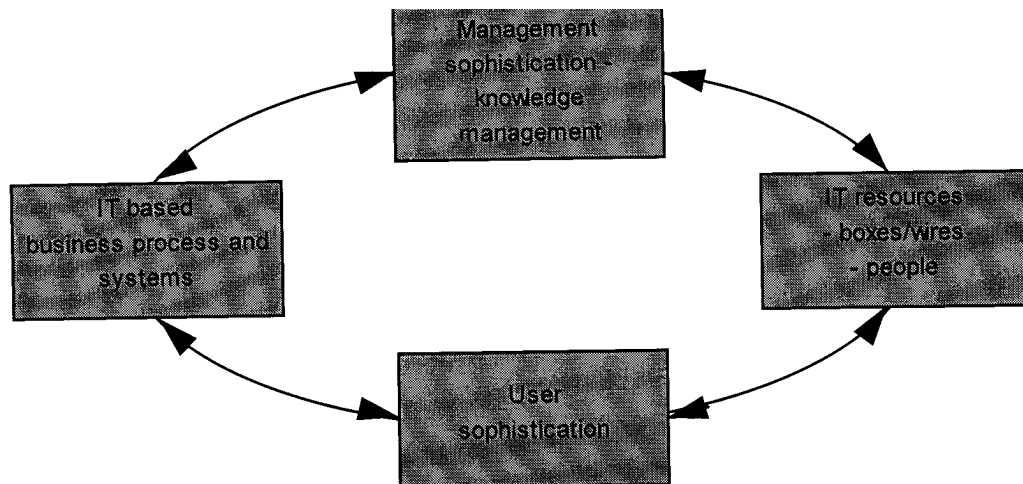 Management
sophistication -
knowledge
management
IT based
business process and
systems
IT resources
- boxes/wires
- people
User
sophistication